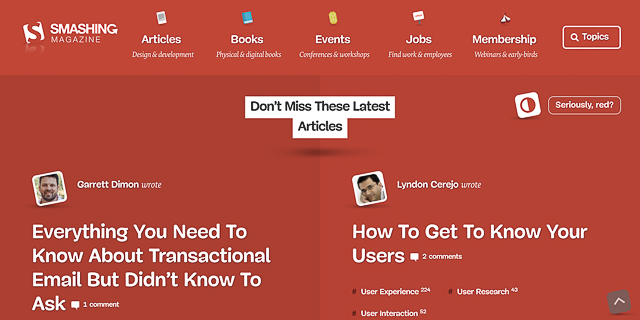 SMASHING
MAGAZINE
Articles
Design & development
Books
Physical & digital books
Events
Conferences & workshops
Jobs
Find work & employees
Membership
Webinars & early-birds
Topics
Don't Miss These Latest
Articles
Seriously, red?
Garrett Dimon wrote
Everything You Need To
Know About Transactional
Email But Didn't Know To
Ask 1 comment
Lyndon Cerejo wrote
How To Get To Know Your
Users 2 comments
# User Experience 224 # User Research 43
# User Interaction 52